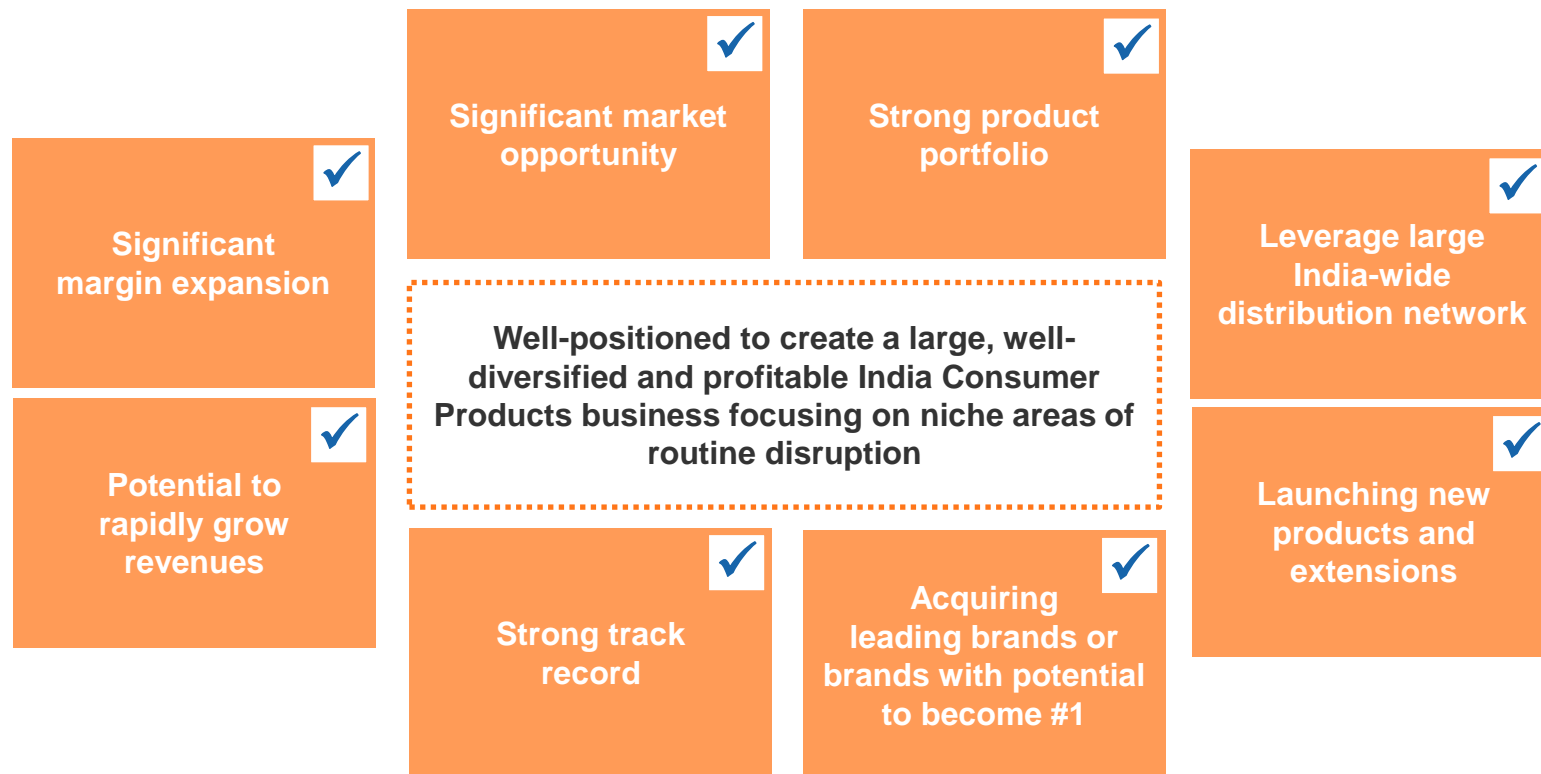 Significant market
opportunity
Strong product
portfolio
Significant
margin expansion
Leverage large
India-wide
distribution network
Well-positioned to create a large, well-
diversified and profitable India Consumer
Products business focusing on niche areas of
routine disruption
Potential to
rapidly grow
revenues
Launching new
products and
extensions
Strong track
record
Acquiring
leading brands or
brands with potential
to become #1